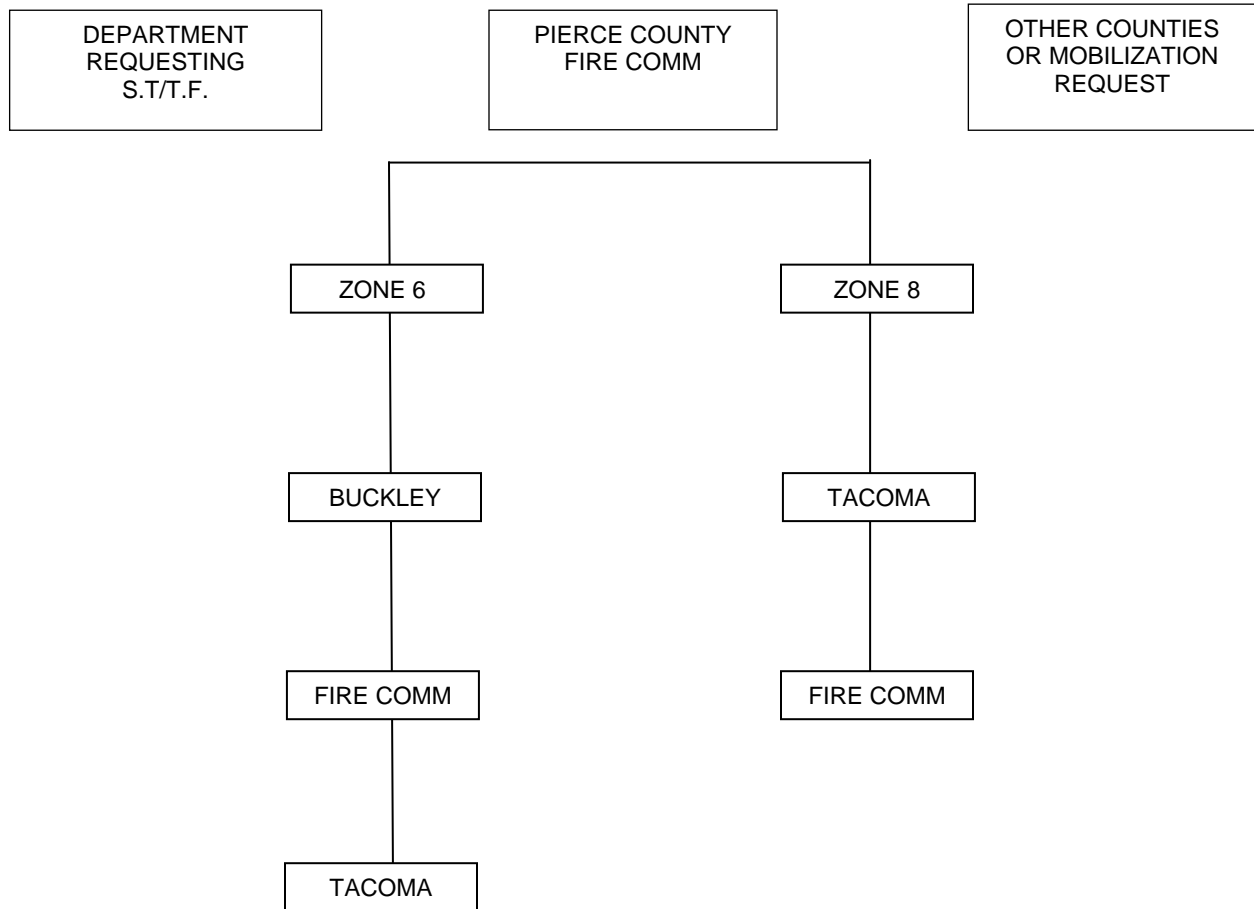 DEPARTMENT
REQUESTING
S.T/T.F.
PIERCE COUNTY
FIRE COMM
OTHER COUNTIES
OR MOBILIZATION
REQUEST
ZONE 6
ZONE 8
BUCKLEY
TACOMA
FIRE COMM
FIRE COMM
TACOMA